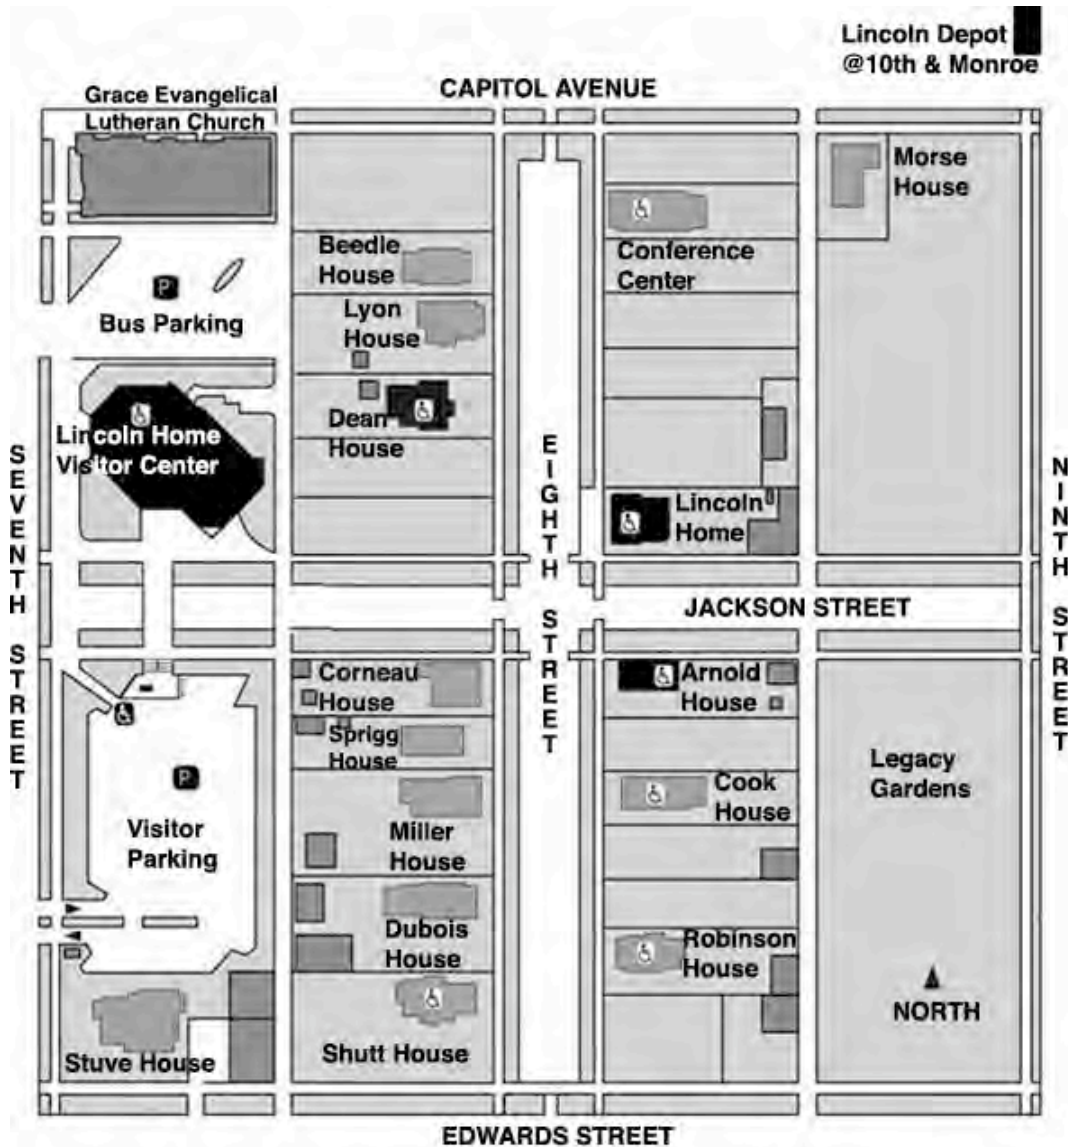 Lincoln Depot
@10th & Monroe
CAPITOL AVENUE
Grace Evangelical
Lutheran Church
Morse
House
Beedle
House
Conference
Center
P
Bus Parking
Lyon
House
Dean
House
Lincoln Home
Visitor Center
Lincoln
Home
SEVENTH STREET
EIGHTH STREET
NINTH STREET
JACKSON STREET
Corneau
House
Arnold
House
Sprigg
House
Legacy
Gardens
P
Cook
House
Visitor
Parking
Miller
House
Dubois
House
Robinson
House
NORTH
Stuve House
Shutt House
EDWARDS STREET